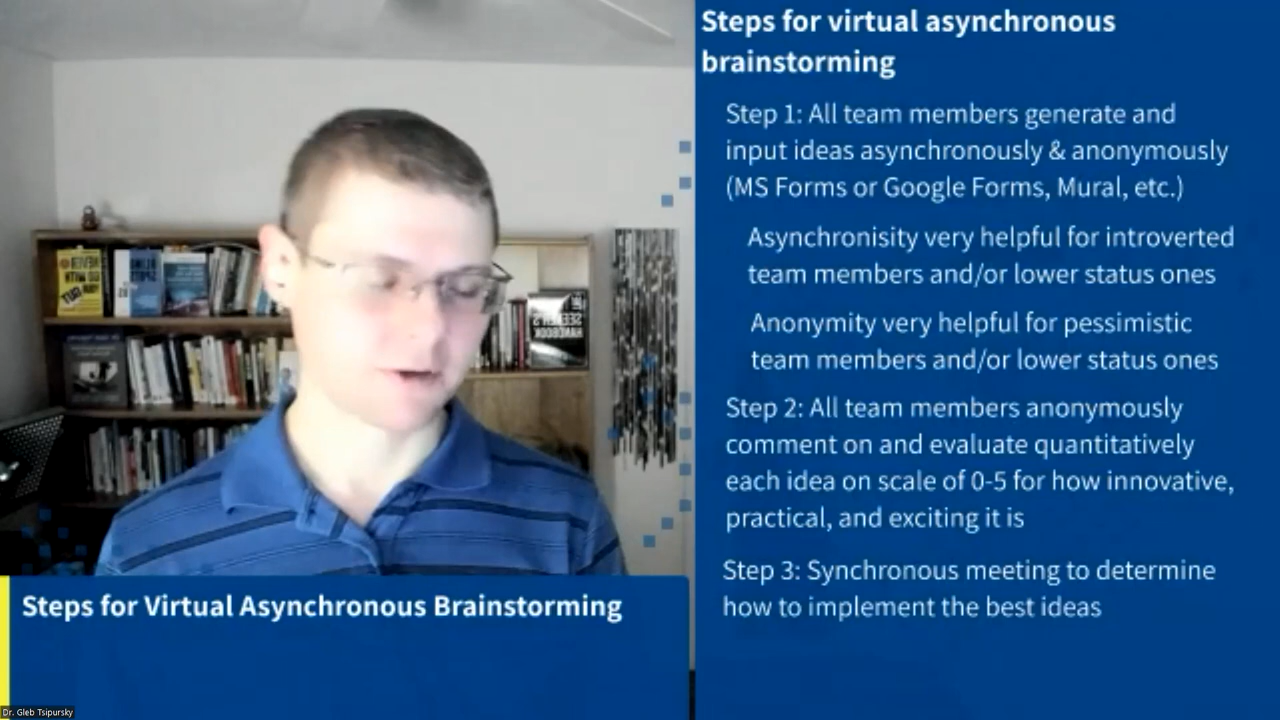 Steps for virtual asynchronous
brainstorming
Step 1: All team members generate and
input ideas asynchronously & anonymously
(MS Forms or Google Forms, Mural, etc.)
Asynchronisity very helpful for introverted
team members and/or lower status ones
Anonymity very helpful for pessimistic
team members and/or lower status ones
Step 2: All team members anonymously
comment on and evaluate quantitatively
each idea on scale of 0-5 for how innovative,
practical, and exciting it is
Step 3: Synchronous meeting to determine
how to implement the best ideas
Steps for Virtual Asynchronous Brainstorming
Dr. Gleb Tsipursky